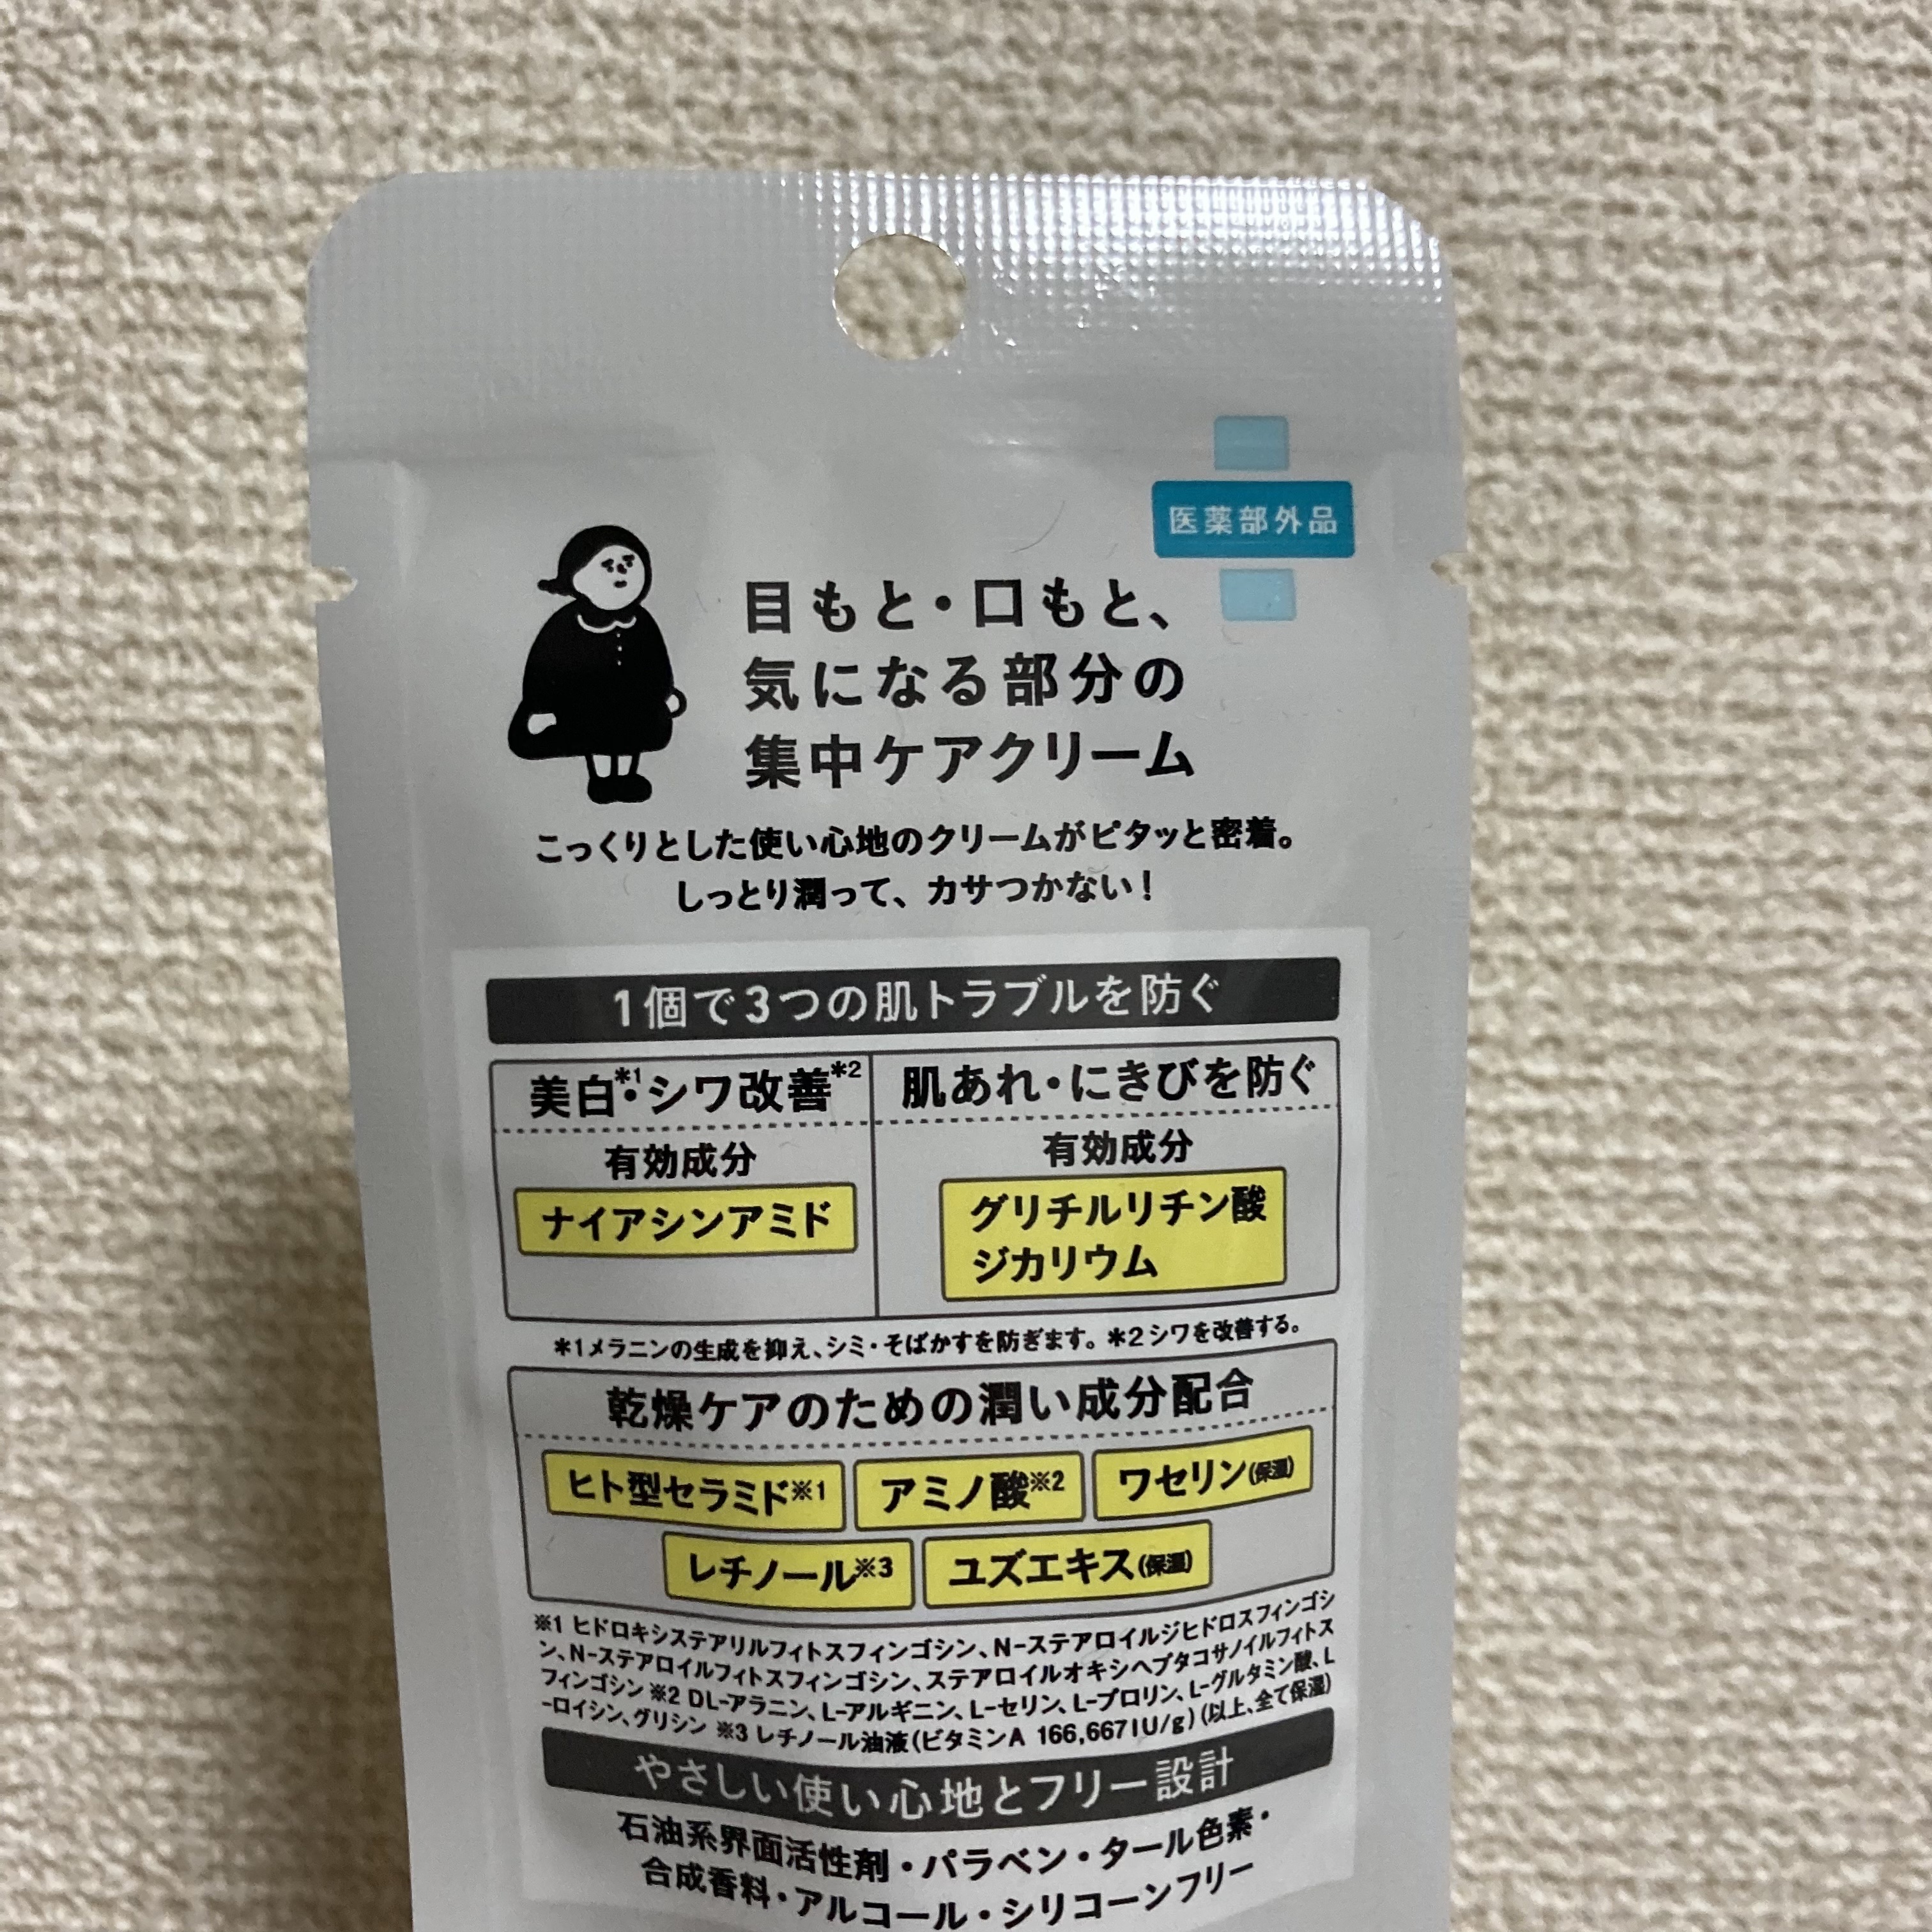 医薬部外品
目もと・口もと、
気になる部分の
集中ケアクリーム
こっくりとした使い心地のクリームがピタッと密着。
しっとり潤って、カサつかない！
1個で3つの肌トラブルを防ぐ
美白*1・シワ改善*2
有効成分
ナイアシンアミド
肌あれ・にきびを防ぐ
有効成分
グリチルリチン酸
ジカリウム
*1メラニンの生成を抑え、シミ・そばかすを防ぎます。*2シワを改善する。
乾燥ケアのための潤い成分配合
ヒト型セラミド※1 アミノ酸※2 ワセリン(保湿)
レチノール※3 ユズエキス(保湿)
※1 ヒドロキシステアリルフィトスフィンゴシン、N-ステアロイルジヒドロスフィンゴシ
ン、N-ステアロイルフィトスフィンゴシン、ステアロイルオキシヘプタコサノイルフィトス
フィンゴシン ※2 DL-アラニン、L-アルギニン、L-セリン、L-プロリン、L-グルタミン酸、L
-ロイシン、グリシン ※3 レチノール油液(ビタミンA 166,667IU/g)(以上、全て保湿)
やさしい使い心地とフリー設計
石油系界面活性剤・パラベン・タール色素・
合成香料・アルコール・シリコーンフリー